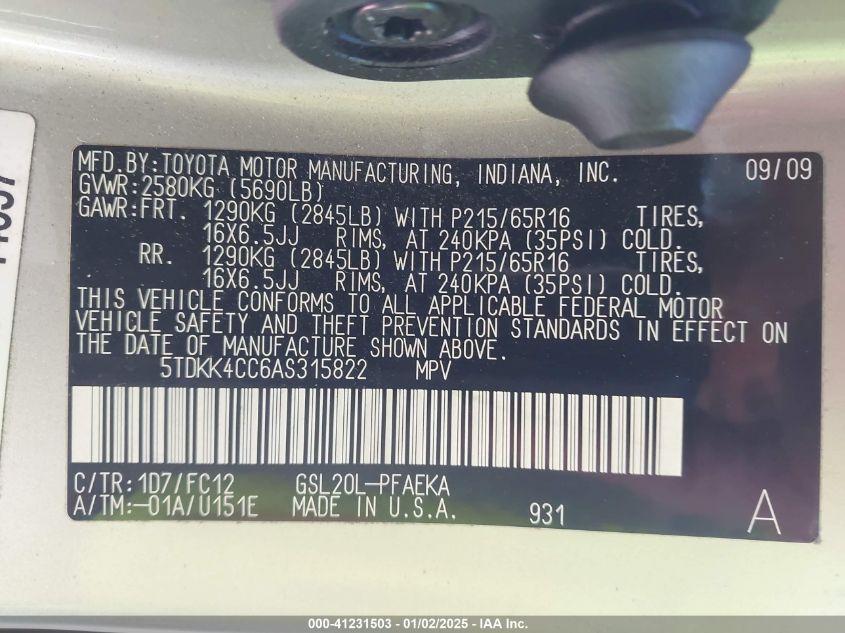 MFD.BY:TOYOTA MOTOR MANUFACTURING, INDIANA, INC. 09/09
GVWR:2580KG (5690LB)
GAWR:FRT. 1290KG (2845LB) WITH P215/65R16 TIRES,
16X6.5JJ RIMS, AT 240KPA (35PSI) COLD.
RR. 1290KG (2845LB) WITH P215/65R16 TIRES,
16X6.5JJ RIMS, AT 240KPA (35PSI) COLD.
THIS VEHICLE CONFORMS TO ALL APPLICABLE FEDERAL MOTOR
VEHICLE SAFETY AND THEFT PREVENTION STANDARDS IN EFFECT ON
THE DATE OF MANUFACTURE SHOWN ABOVE.
5TDKK4CC6AS315822 MPV
C/TR:1D7/FC12 GSL20L-PFAEKA
A/TM:-01A/U151E MADE IN U.S.A. 931 A
000-41231503 — 01/02/2025 - IAA Inc.